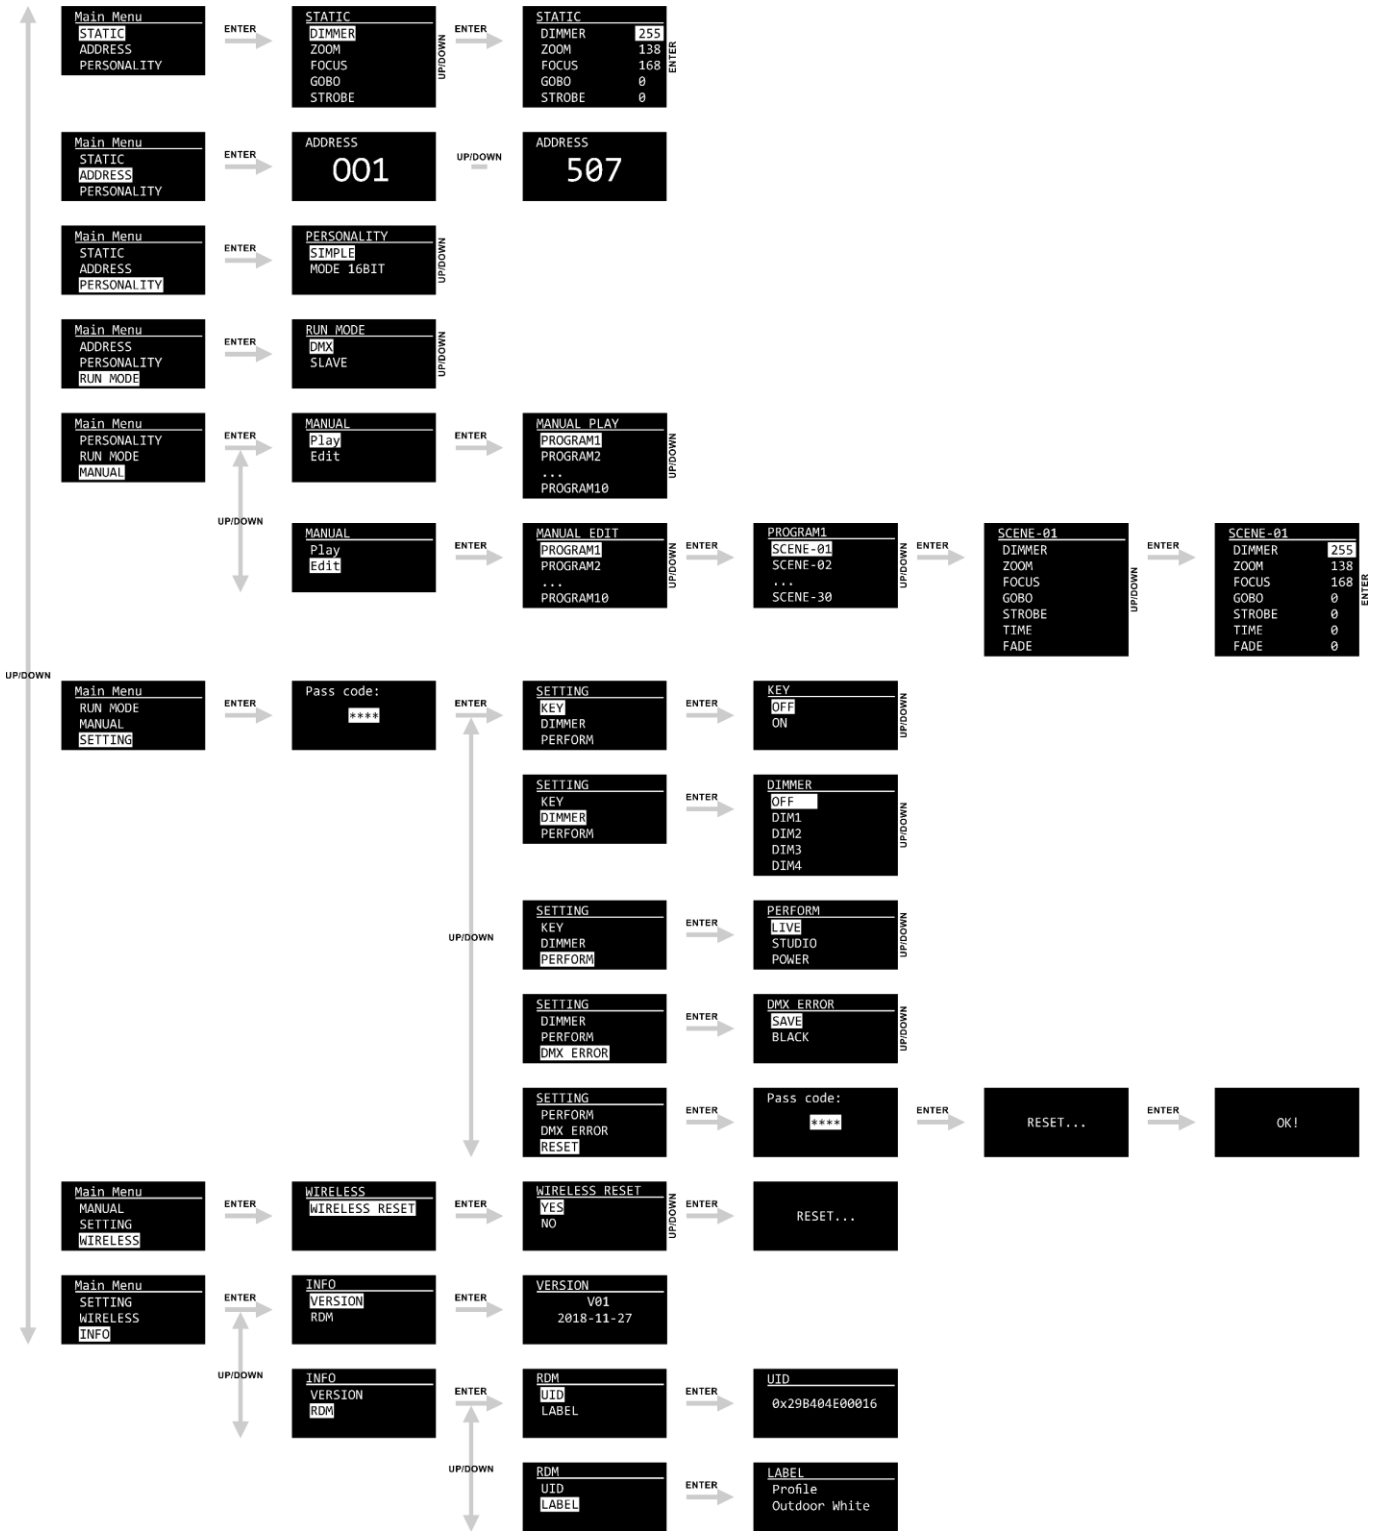 Main Menu
STATIC
ADDRESS
PERSONALITY
ENTER
STATIC
DIMMER
ZOOM
FOCUS
GOBO
STROBE
UP/DOWN
ENTER
STATIC
DIMMER 255
ZOOM 138
FOCUS 168
GOBO 0
STROBE 0
ENTER
Main Menu
STATIC
ADDRESS
PERSONALITY
ENTER
ADDRESS
001
UP/DOWN
ADDRESS
507
Main Menu
STATIC
ADDRESS
PERSONALITY
ENTER
PERSONALITY
SIMPLE
MODE 16BIT
UP/DOWN
Main Menu
ADDRESS
PERSONALITY
RUN MODE
ENTER
RUN MODE
DMX
SLAVE
UP/DOWN
Main Menu
PERSONALITY
RUN MODE
MANUAL
ENTER
UP/DOWN
MANUAL
Play
Edit
ENTER
MANUAL PLAY
PROGRAM1
PROGRAM2
...
PROGRAM10
UP/DOWN
MANUAL
Play
Edit
ENTER
MANUAL EDIT
PROGRAM1
PROGRAM2
...
PROGRAM10
UP/DOWN
ENTER
PROGRAM1
SCENE-01
SCENE-02
...
SCENE-30
UP/DOWN
ENTER
SCENE-01
DIMMER
ZOOM
FOCUS
GOBO
STROBE
TIME
FADE
UP/DOWN
ENTER
SCENE-01
DIMMER 255
ZOOM 138
FOCUS 168
GOBO 0
STROBE 0
TIME 0
FADE 0
ENTER
UP/DOWN
Main Menu
RUN MODE
MANUAL
SETTING
ENTER
Pass code:
****
ENTER
UP/DOWN
SETTING
KEY
DIMMER
PERFORM
ENTER
KEY
OFF
ON
UP/DOWN
SETTING
KEY
DIMMER
PERFORM
ENTER
DIMMER
OFF
DIM1
DIM2
DIM3
DIM4
UP/DOWN
SETTING
KEY
DIMMER
PERFORM
ENTER
PERFORM
LIVE
STUDIO
POWER
UP/DOWN
SETTING
DIMMER
PERFORM
DMX ERROR
ENTER
DMX ERROR
SAVE
BLACK
UP/DOWN
SETTING
PERFORM
DMX ERROR
RESET
ENTER
Pass code:
****
ENTER
RESET...
ENTER
OK!
Main Menu
MANUAL
SETTING
WIRELESS
ENTER
WIRELESS
WIRELESS RESET
ENTER
WIRELESS RESET
YES
NO
UP/DOWN
ENTER
RESET...
Main Menu
SETTING
WIRELESS
INFO
ENTER
UP/DOWN
INFO
VERSION
RDM
ENTER
VERSION
V01
2018-11-27
INFO
VERSION
RDM
ENTER
UP/DOWN
RDM
UID
LABEL
ENTER
UID
0x29B404E00016
RDM
UID
LABEL
ENTER
LABEL
Profile
Outdoor White